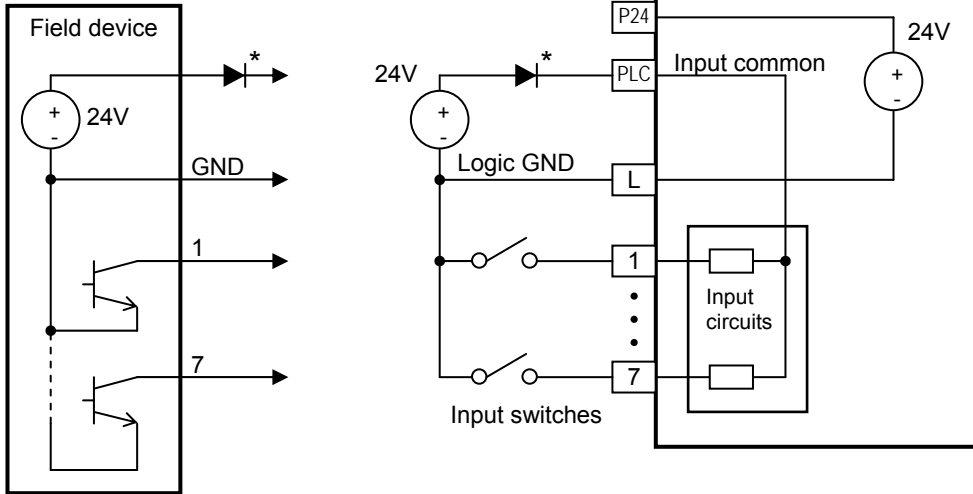 Field device
*
+
-
24V
GND
1
7
24V
+
-
*
Logic GND
Input switches
P24
PLC
L
1
7
Input common
24V
+
-
Input
circuits